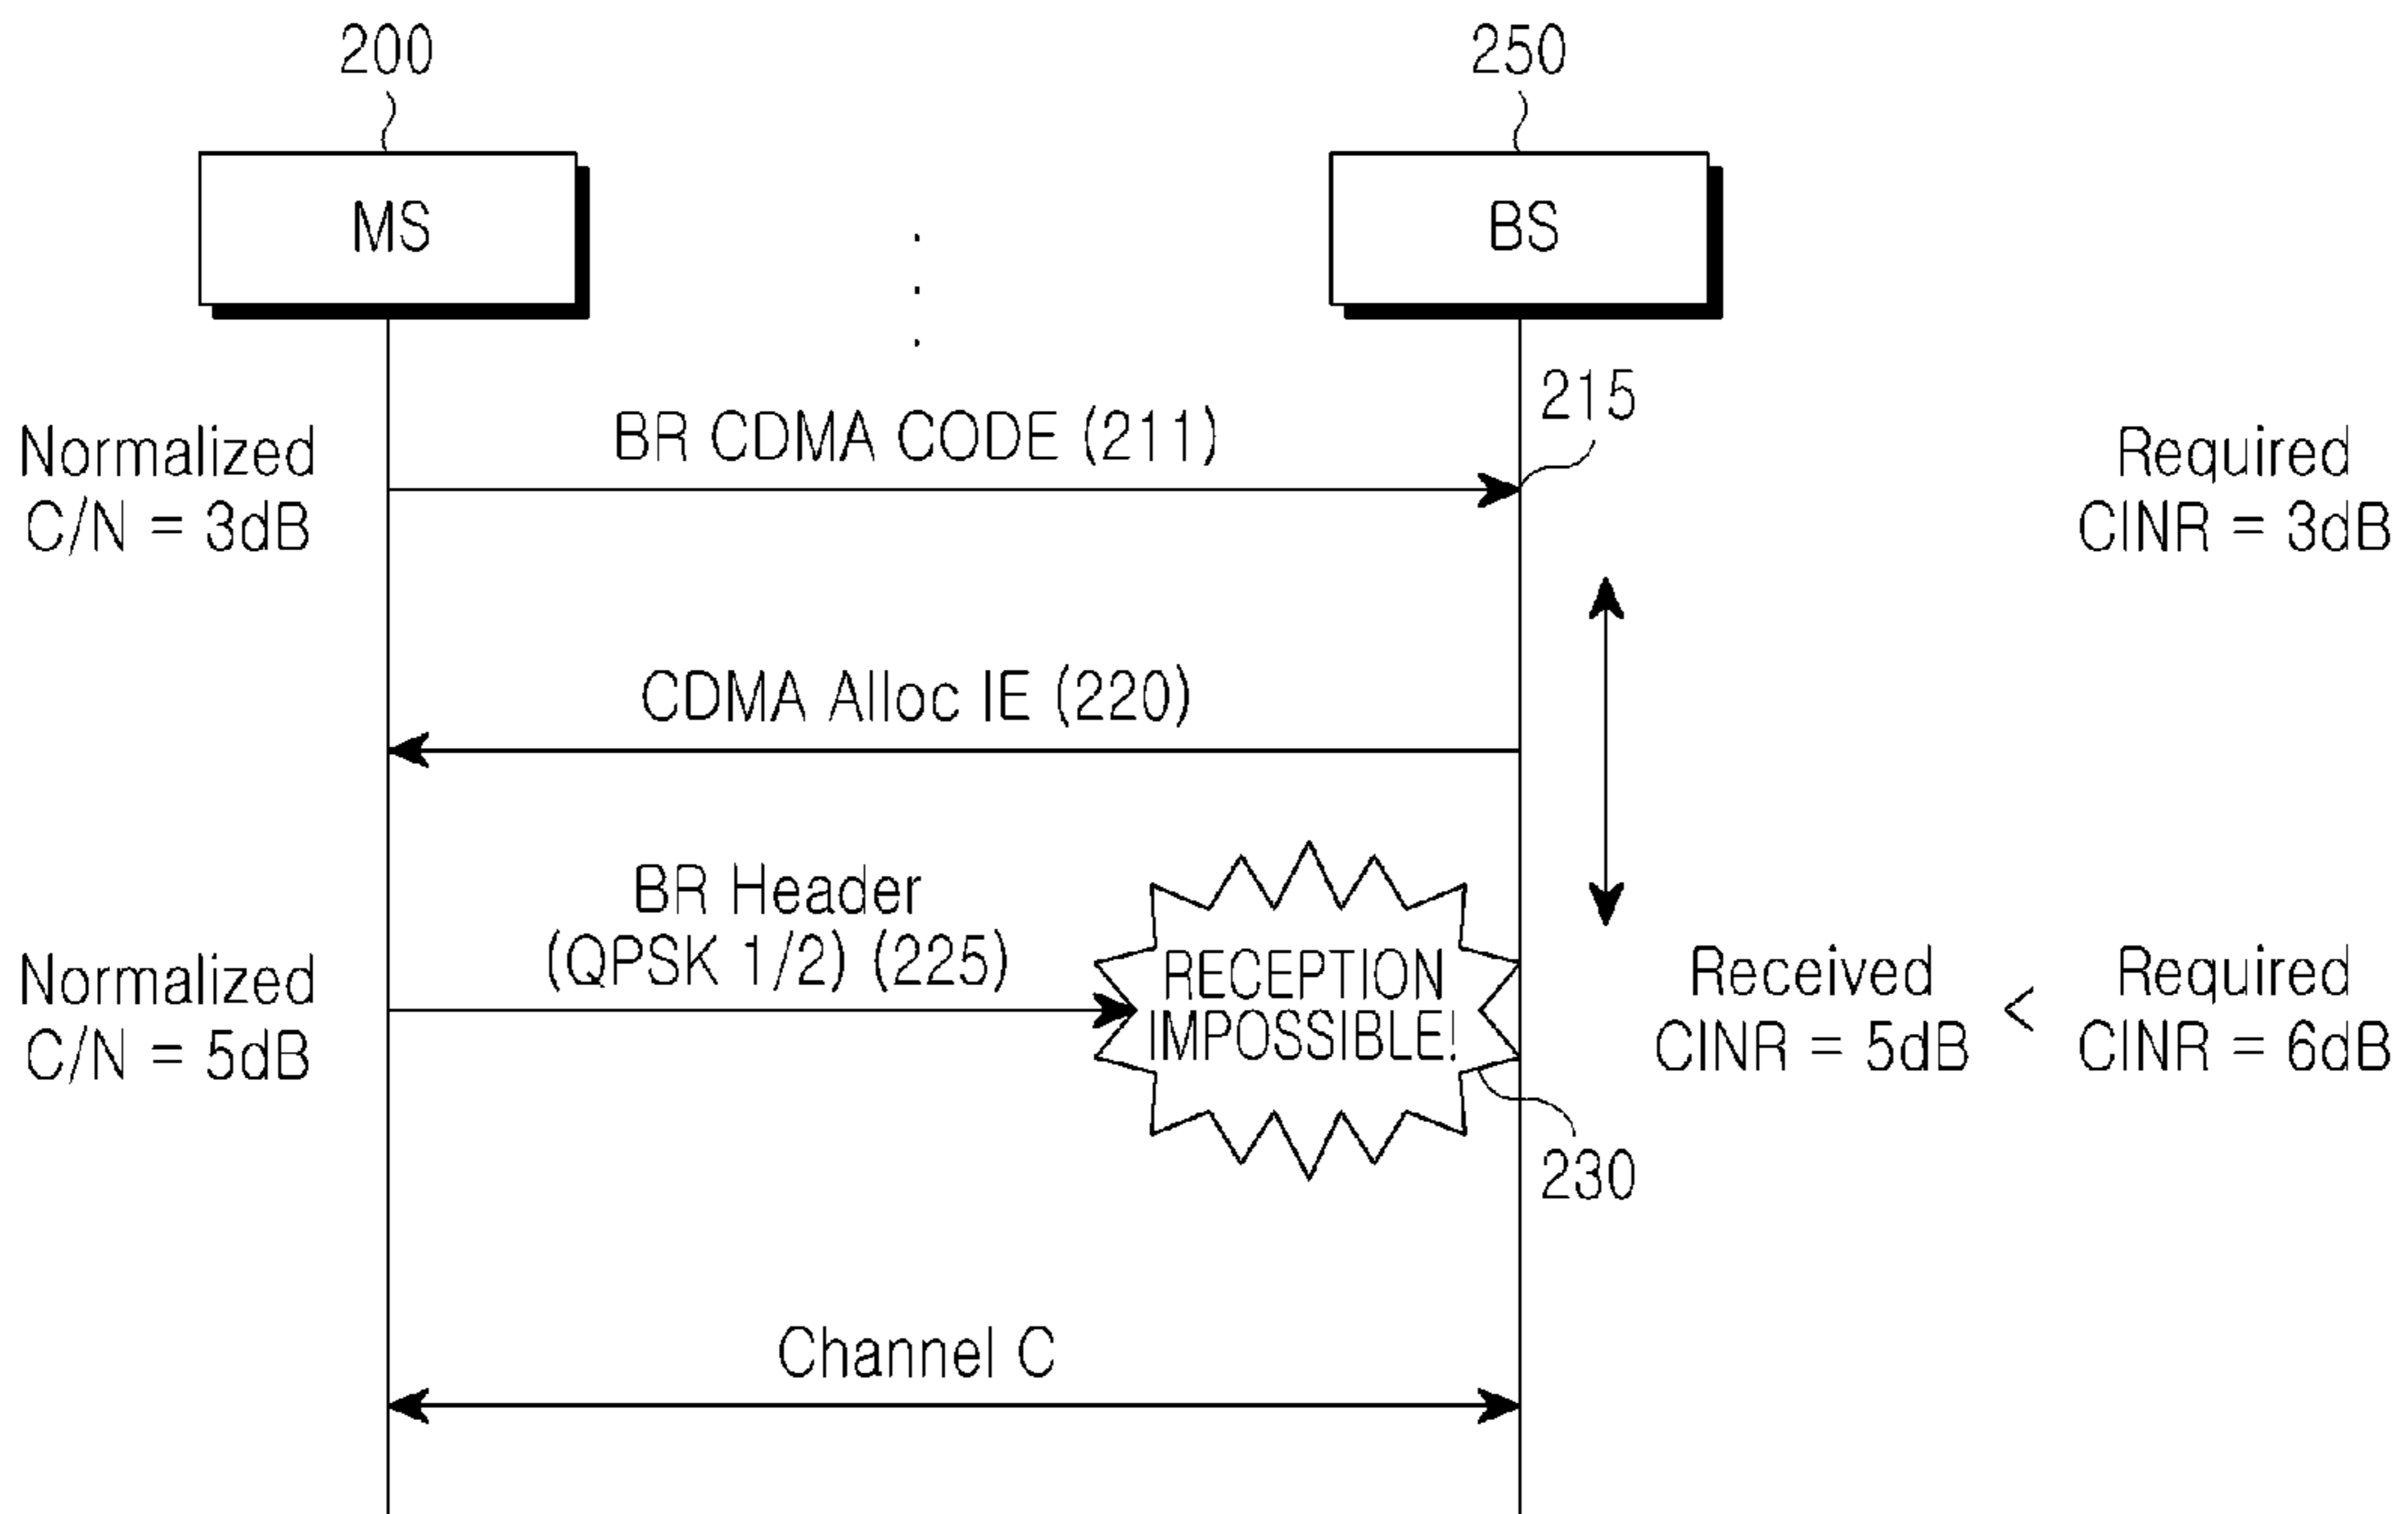 200
250
MS
BS
215
BR CDMA CODE (211)
Normalized
C/N = 3dB
Required
CINR = 3dB
CDMA Alloc IE (220)
BR Header
(QPSK 1/2) (225)
RECEPTION
IMPOSSIBLE!
Normalized
C/N = 5dB
Received
CINR = 5dB
<
Required
CINR = 6dB
230
Channel C